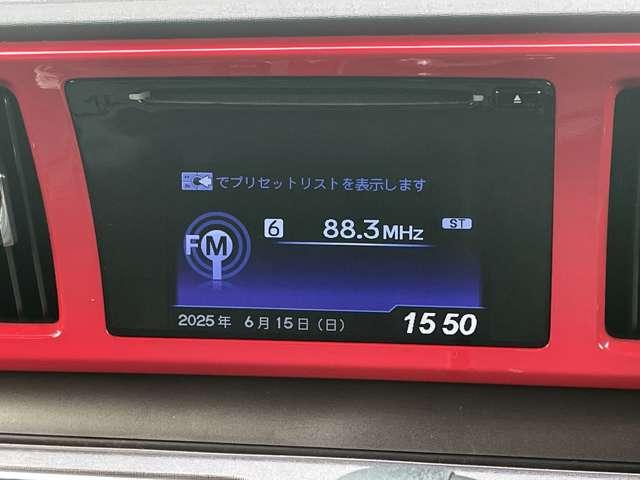 でプリセットリストを表示します
FM 6 88.3MHz ST
2025年 6月15日(日) 15 50